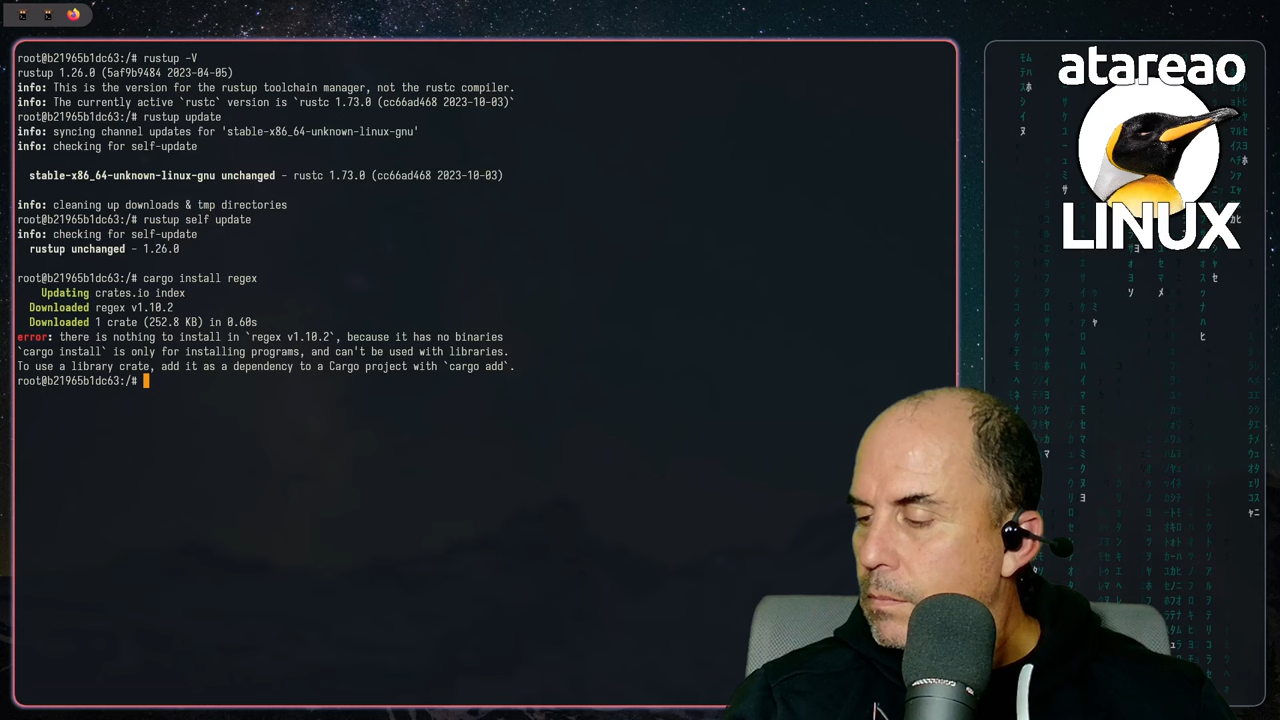 root@b21965b1dc63:/# rustup -V
rustup 1.26.0 (5af9b9484 2023-04-05)
info: This is the version for the rustup toolchain manager, not the rustc compiler.
info: The currently active `rustc` version is `rustc 1.73.0 (cc66ad468 2023-10-03)`
root@b21965b1dc63:/# rustup update
info: syncing channel updates for 'stable-x86_64-unknown-linux-gnu'
info: checking for self-update
stable-x86_64-unknown-linux-gnu unchanged - rustc 1.73.0 (cc66ad468 2023-10-03)
info: cleaning up downloads & tmp directories
root@b21965b1dc63:/# rustup self update
info: checking for self-update
rustup unchanged - 1.26.0
root@b21965b1dc63:/# cargo install regex
Updating crates.io index
Downloaded regex v1.10.2
Downloaded 1 crate (252.8 KB) in 0.60s
error: there is nothing to install in `regex v1.10.2`, because it has no binaries
`cargo install` is only for installing programs, and can't be used with libraries.
To use a library crate, add it as a dependency to a Cargo project with `cargo add`.
root@b21965b1dc63:/#
atareao
LINUX